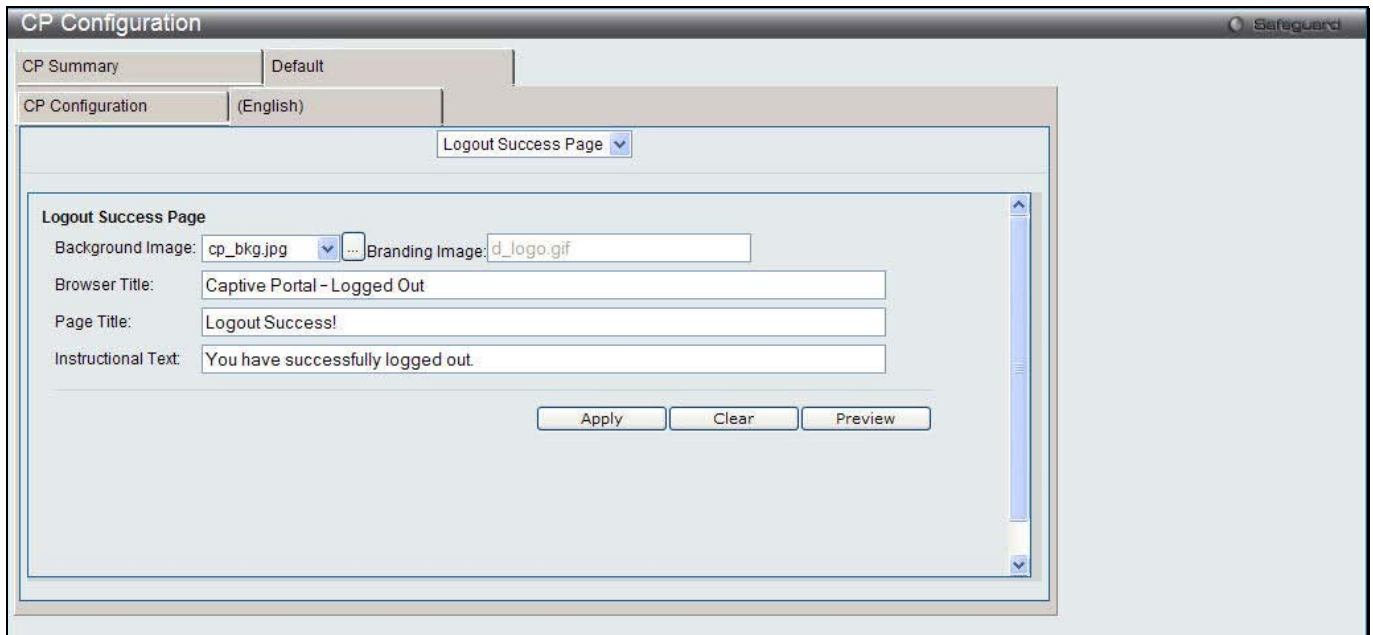 CP Configuration
Safeguard
CP Summary
Default
CP Configuration
(English)
Logout Success Page
Logout Success Page
Background Image: cp_bkg.jpg ... Branding Image: d_logo.gif
Browser Title: Captive Portal – Logged Out
Page Title: Logout Success!
Instructional Text: You have successfully logged out.
Apply Clear Preview